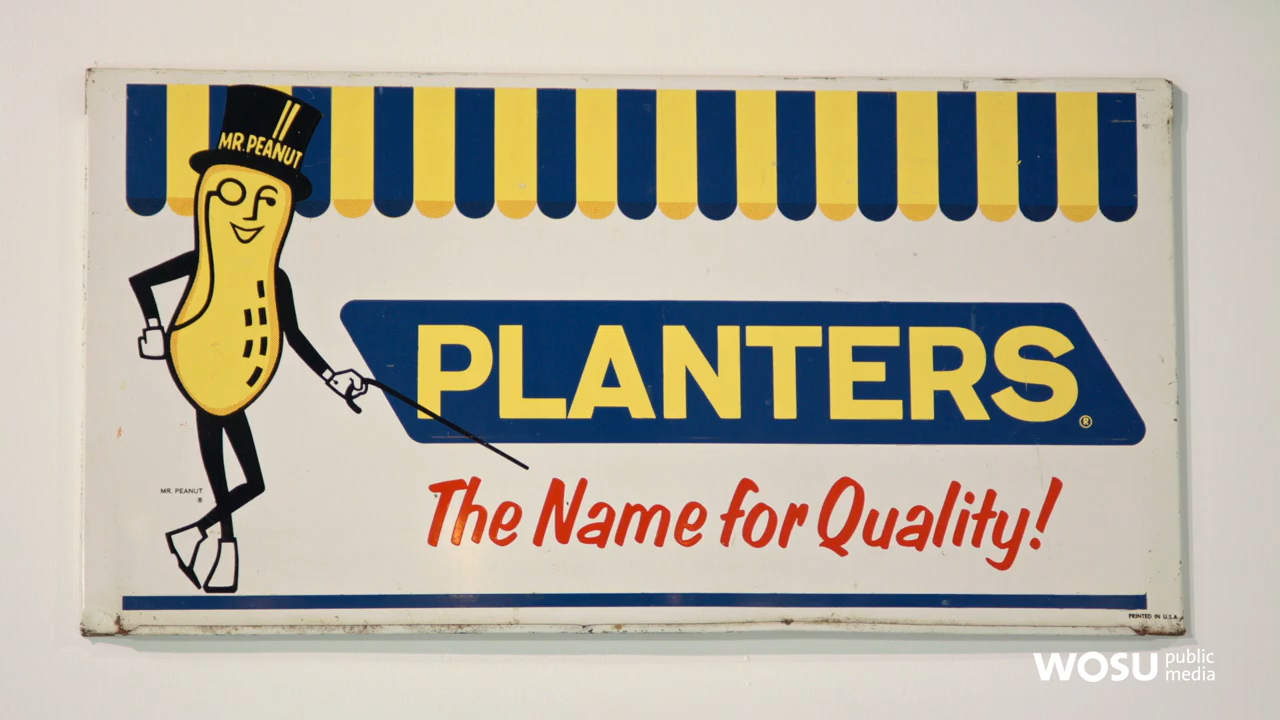 MR. PEANUT
PLANTERS
®
The Name for Quality!
MR. PEANUT
®
PRINTED IN U.S.A.
WOSU public
media